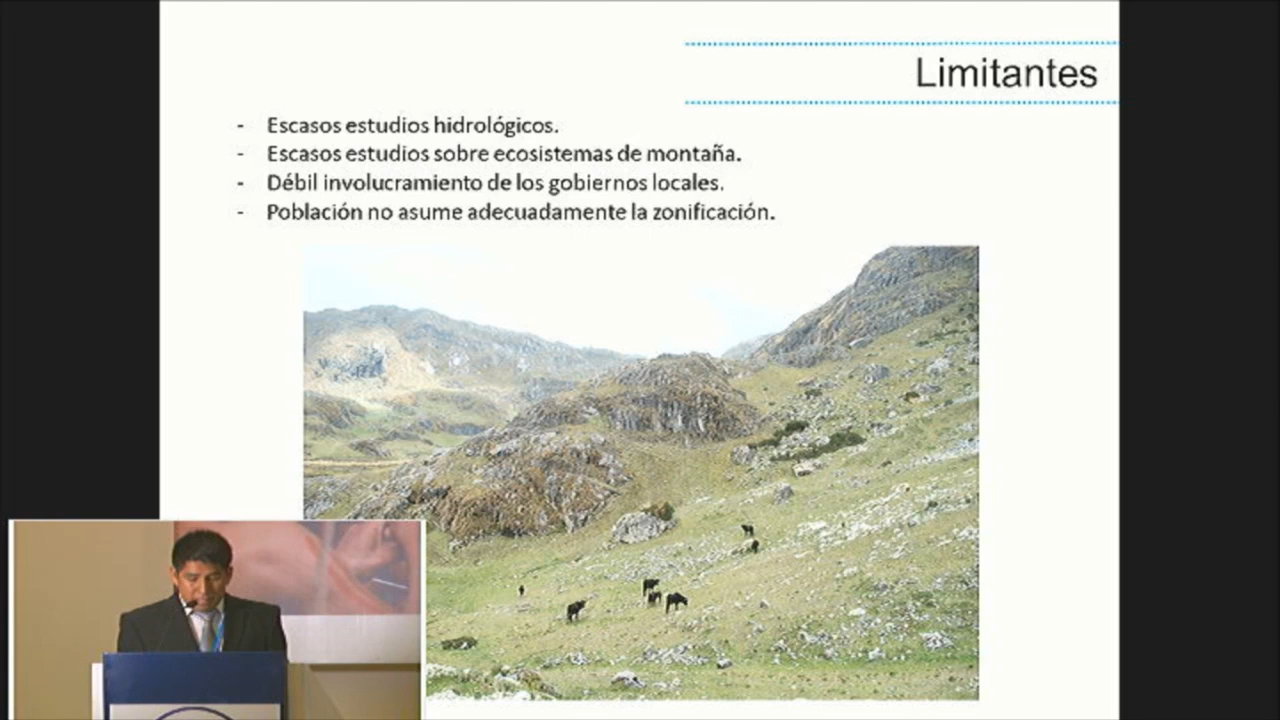 Limitantes
- Escasos estudios hidrológicos.
- Escasos estudios sobre ecosistemas de montaña.
- Débil involucramiento de los gobiernos locales.
- Población no asume adecuadamente la zonificación.